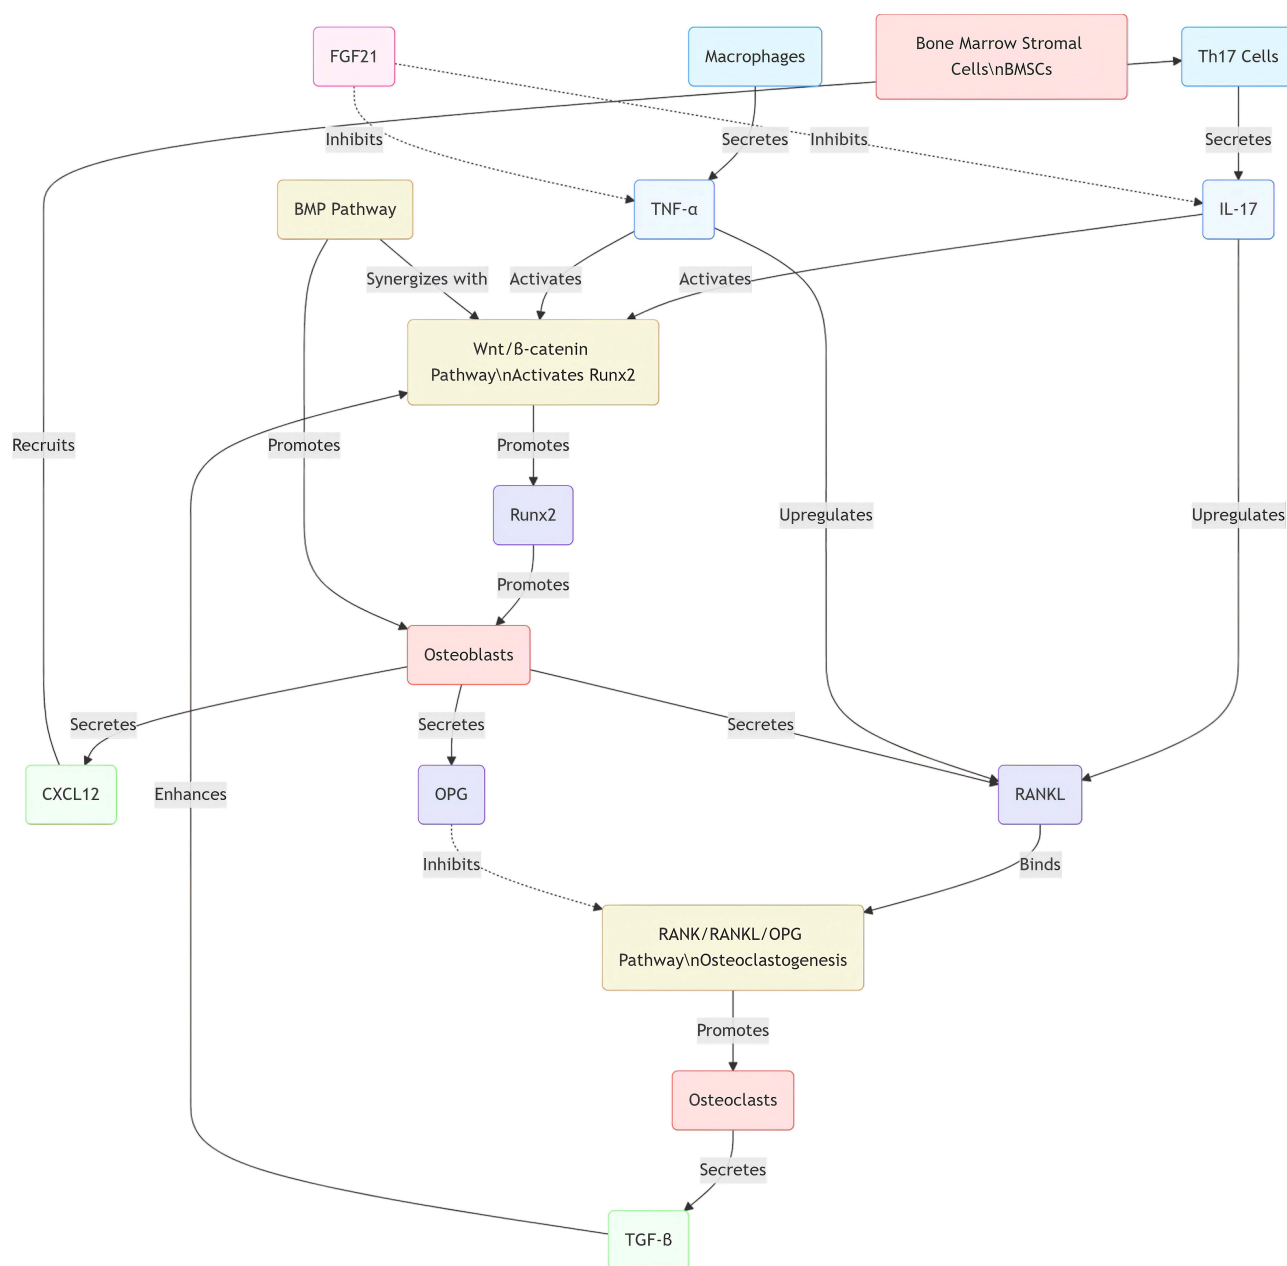 FGF21
Macrophages
Bone Marrow Stromal
Cells\nBMSCs
Th17 Cells
Inhibits
Secretes
Inhibits
Secretes
BMP Pathway
TNF-α
IL-17
Synergizes with
Activates
Activates
Wnt/ß-catenin
Pathway\nActivates Runx2
Recruits
Promotes
Promotes
Runx2
Upregulates
Upregulates
Promotes
Osteoblasts
Secretes
Secretes
Secretes
CXCL12
Enhances
OPG
RANKL
Inhibits
Binds
RANK/RANKL/OPG
Pathway\nOsteoclastogenesis
Promotes
Osteoclasts
Secretes
TGF-ß